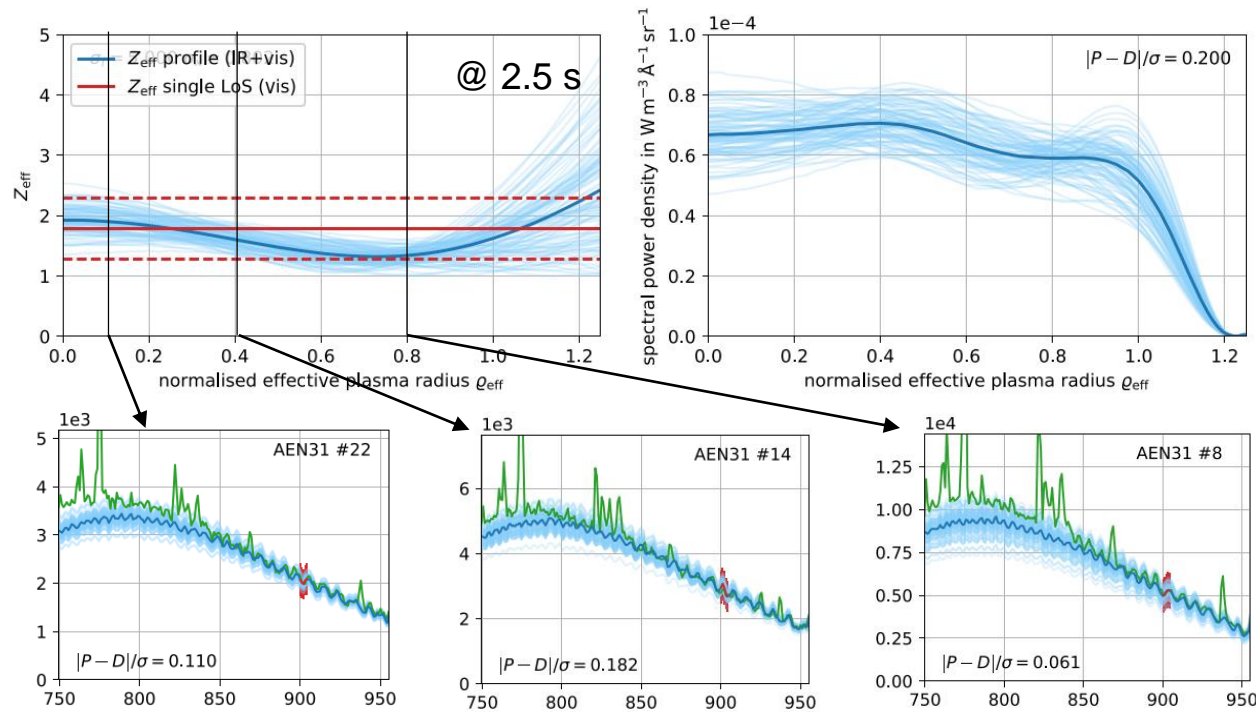 5
4
3
2
1
0
Z_eff
Z_eff profile (IR+vis)
Z_eff single LoS (vis)
@ 2.5 s
0.0 0.2 0.4 0.6 0.8 1.0 1.2
normalised effective plasma radius ϱ_eff
1e−4
1.0
0.8
0.6
0.4
0.2
0.0
spectral power density in W m⁻³ Å⁻¹ sr⁻¹
|P − D|/σ = 0.200
0.0 0.2 0.4 0.6 0.8 1.0 1.2
normalised effective plasma radius ϱ_eff
1e3
5
4
3
2
1
0
AEN31 #22
|P − D|/σ = 0.110
750 800 850 900 950
1e3
6
4
2
0
AEN31 #14
|P − D|/σ = 0.182
750 800 850 900 950
1e4
1.25
1.00
0.75
0.50
0.25
0.00
AEN31 #8
|P − D|/σ = 0.061
750 800 850 900 950